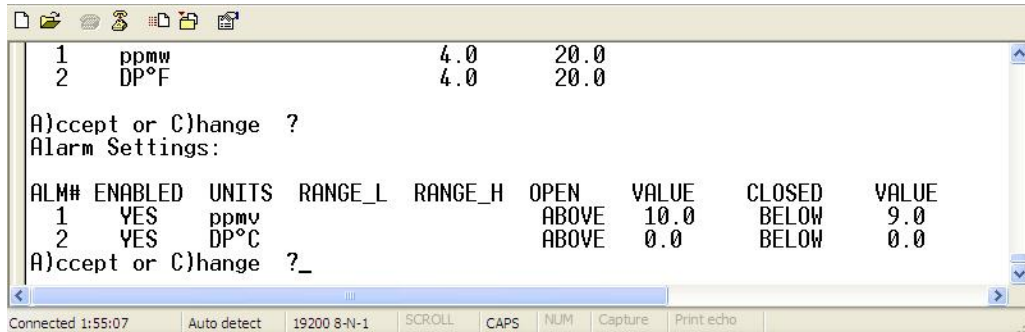 1 ppmw 4.0 20.0
2 DP°F 4.0 20.0
A)ccept or C)hange ?
Alarm Settings:
ALM# ENABLED UNITS RANGE_L RANGE_H OPEN VALUE CLOSED VALUE
1 YES ppmv ABOVE 10.0 BELOW 9.0
2 YES DP°C ABOVE 0.0 BELOW 0.0
A)ccept or C)hange ?_
Connected 1:55:07 Auto detect 19200 8-N-1 SCROLL CAPS NUM Capture Print echo